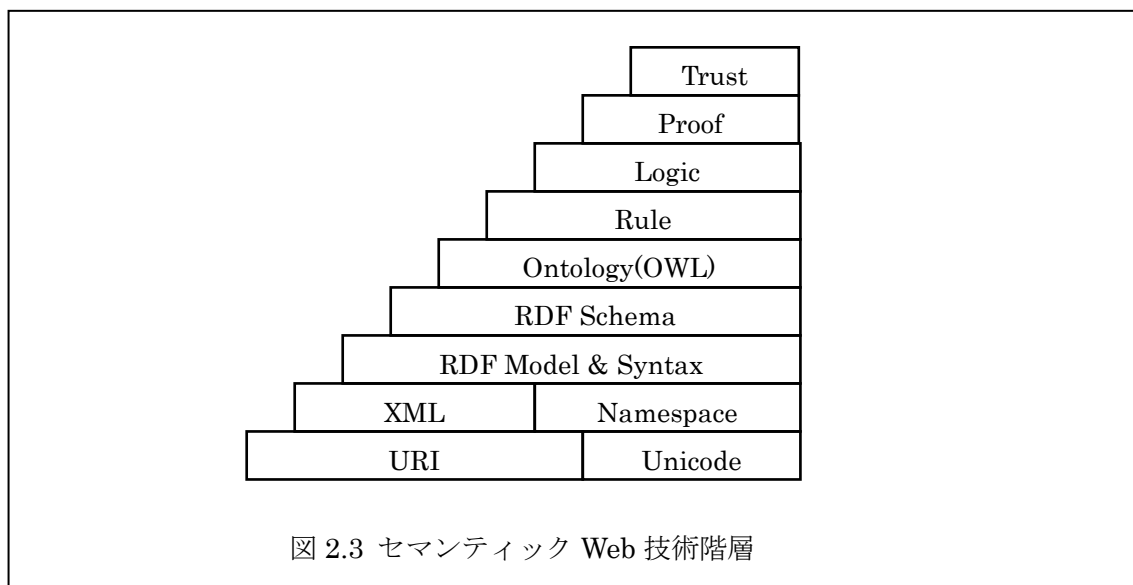 Trust
Proof
Logic
Rule
Ontology(OWL)
RDF Schema
RDF Model & Syntax
XML Namespace
URI Unicode
図 2.3 セマンティック Web 技術階層